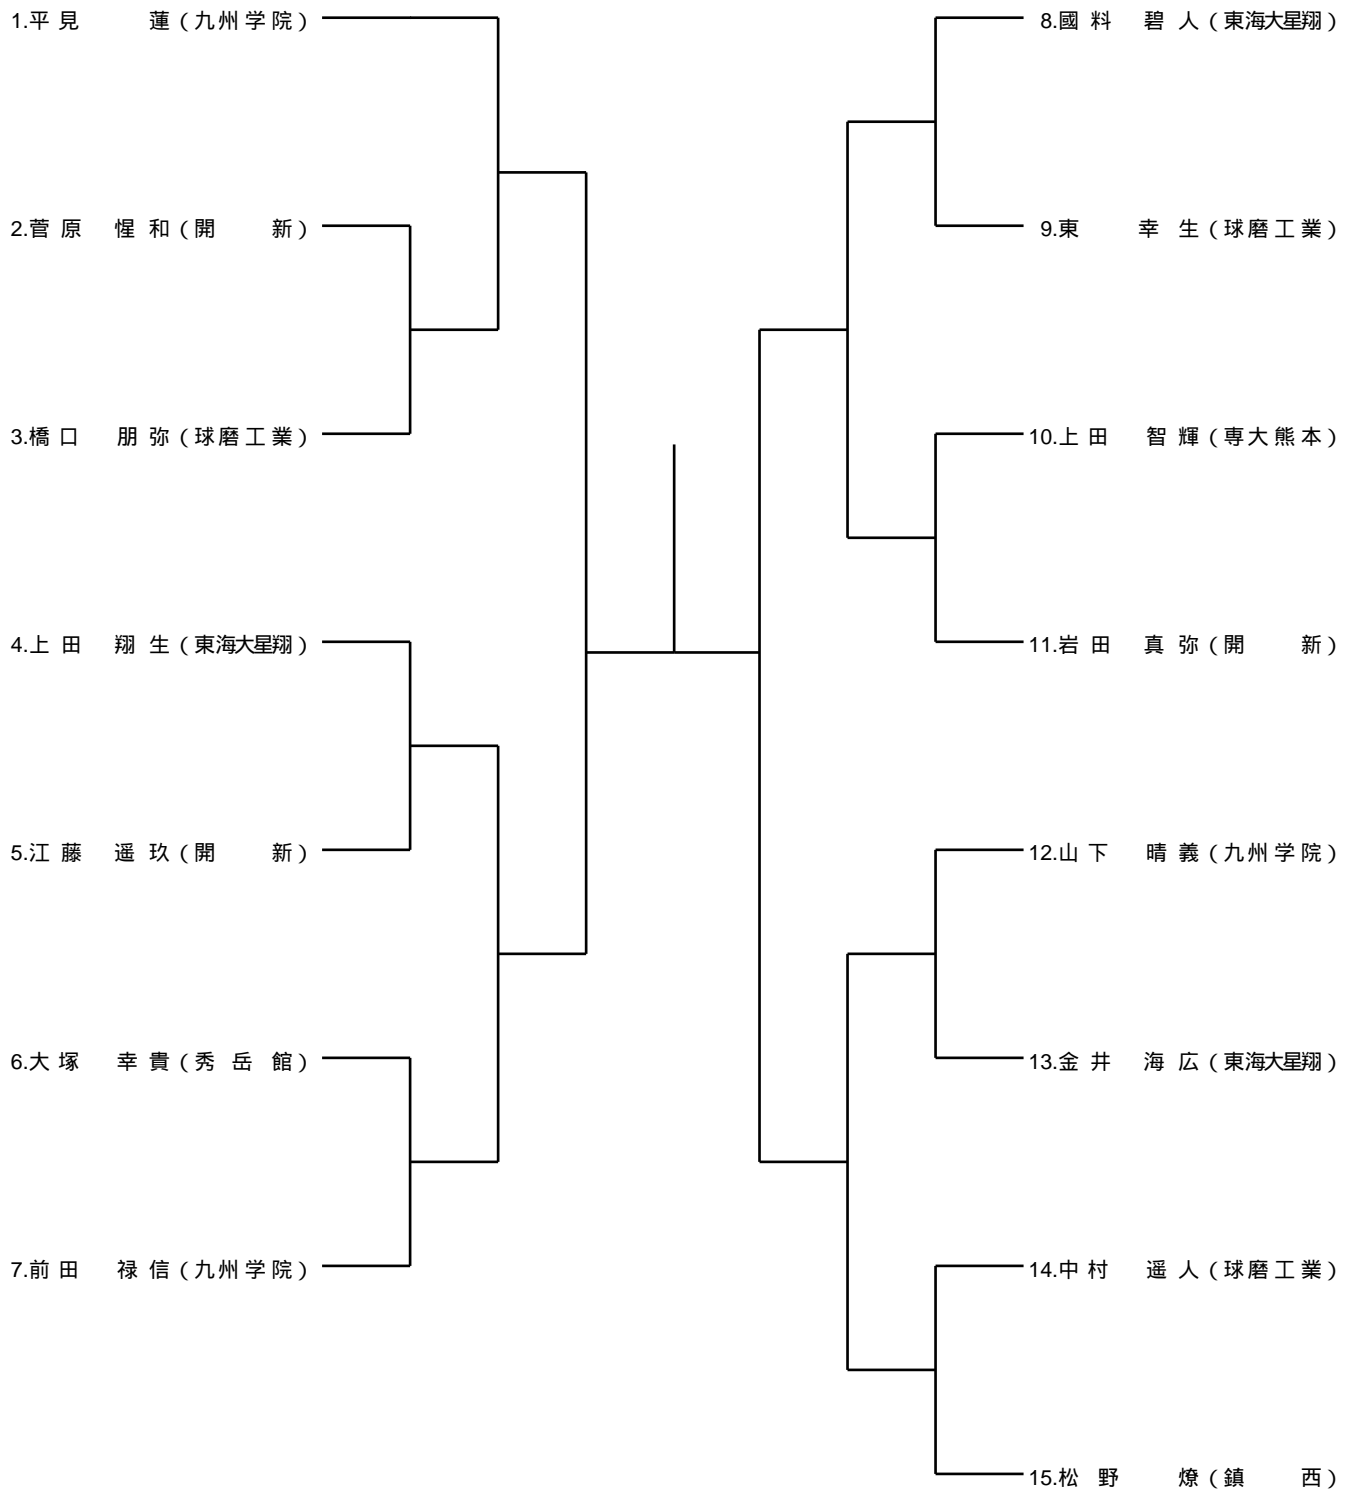 1.平見　蓮(九州学院)
2.菅原　惺和(開　新)
3.橋口　朋弥(球磨工業)
4.上田　翔生(東海大星翔)
5.江藤　遥玖(開　新)
6.大塚　幸貴(秀岳館)
7.前田　禄信(九州学院)
8.國料　碧人(東海大星翔)
9.東　幸生(球磨工業)
10.上田　智輝(専大熊本)
11.岩田　真弥(開　新)
12.山下　晴義(九州学院)
13.金井　海広(東海大星翔)
14.中村　遥人(球磨工業)
15.松野　燎(鎮　西)